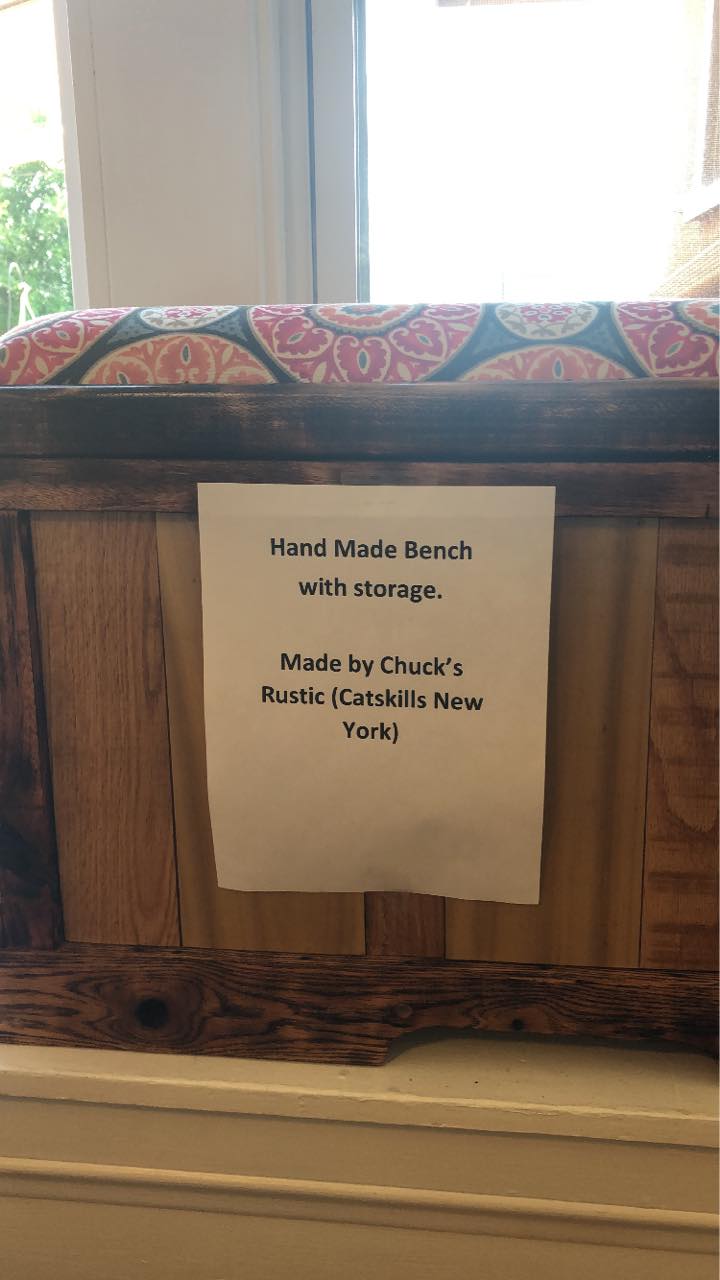 Hand Made Bench
with storage.
Made by Chuck's
Rustic (Catskills New
York)